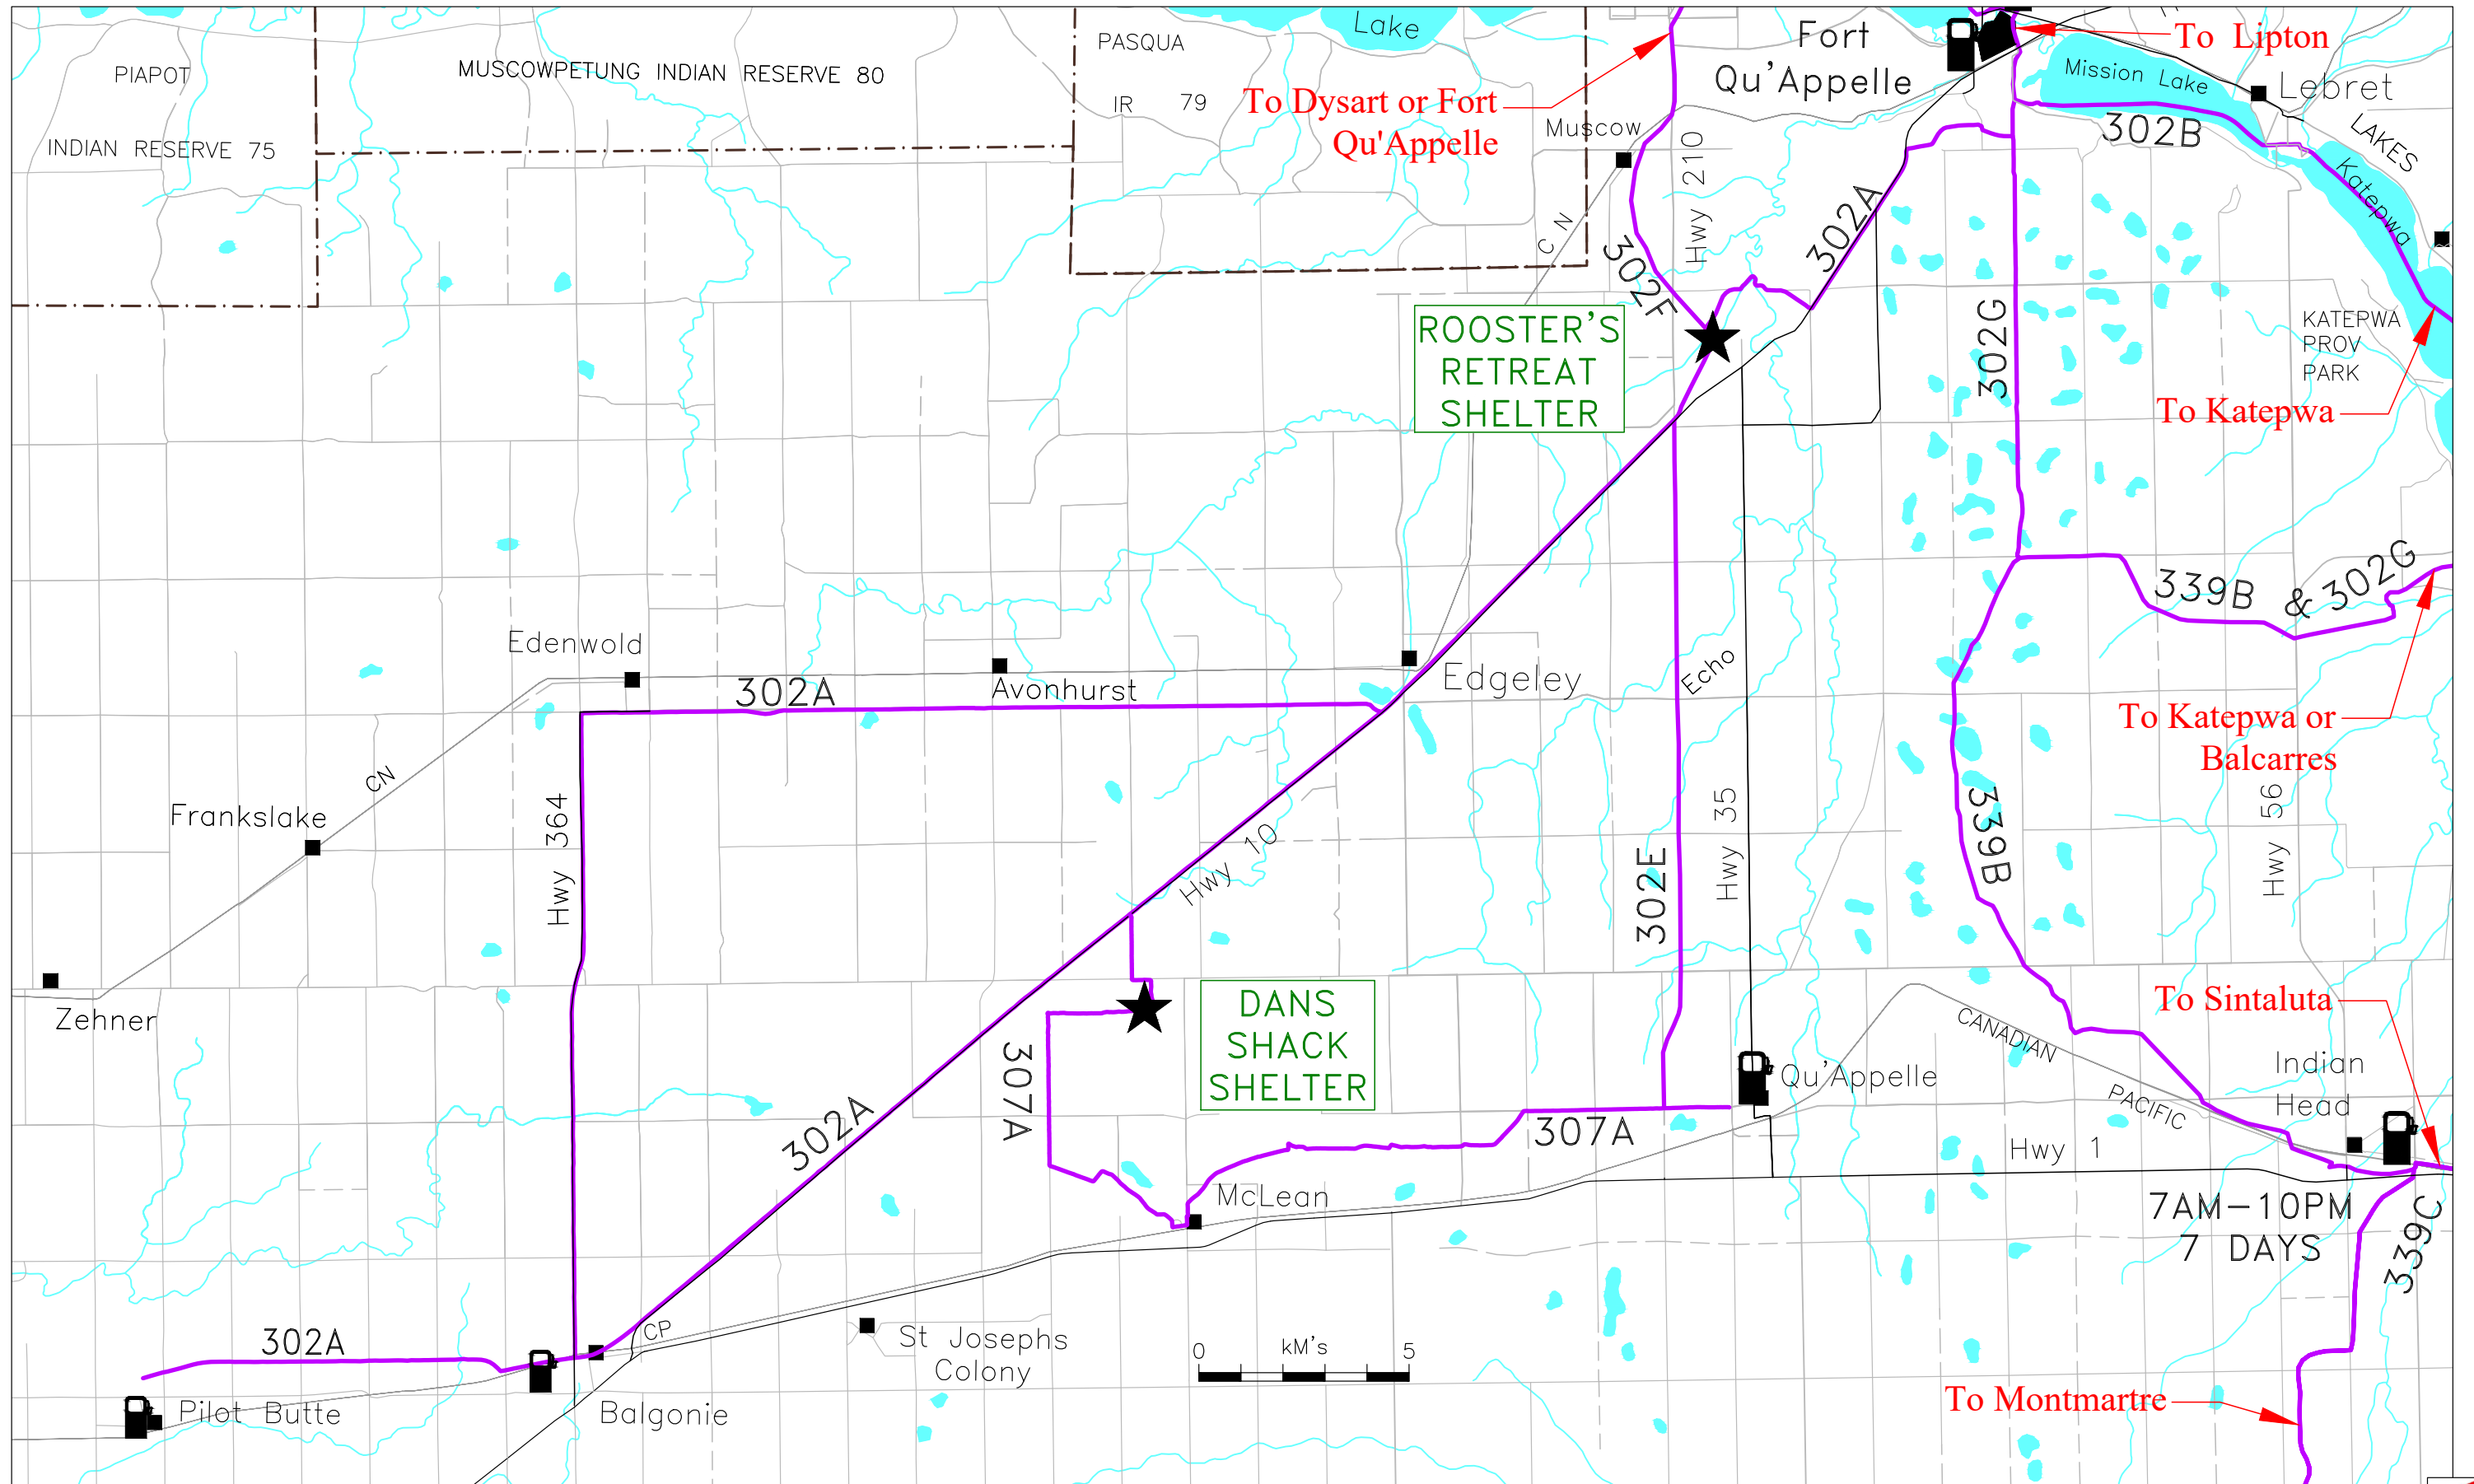 Lake
Fort
Qu'Appelle
To Lipton
PASQUA
IR 79
PIAPOT
INDIAN RESERVE 75
MUSCOWPETUNG INDIAN RESERVE 80
To Dysart or Fort
Qu'Appelle
Muscow
Mission Lake
Lebret
302B
LAKES
Katepwa
Hwy 210
C N
302F
302A
302G
ROOSTER'S
RETREAT
SHELTER
KATERWA
PROV
PARK
To Katepwa
339B & 302G
Edenwold
302A
Avonhurst
Edgeley
Echo
To Katepwa or
Balcarres
CN
Frankslake
Hwy 364
Hwy 10
302E
Hwy 35
339B
Hwy 56
Zehner
DANS
SHACK
SHELTER
307A
To Sintaluta
CANADIAN
PACIFIC
Indian
Head
Qu'Appelle
302A
307A
Hwy 1
McLean
7AM-10PM
7 DAYS
339C
302A
CP
St Josephs
Colony
0 kM's 5
Pilot Butte
Balgonie
To Montmartre